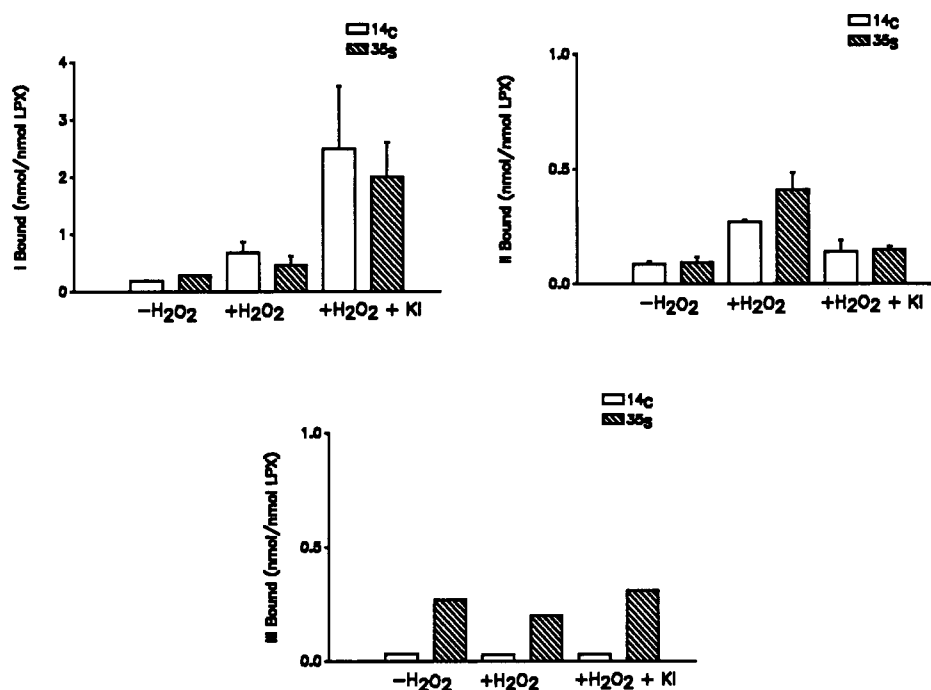 14C
35S
I Bound (nmol/nmol LPX)
4
3
2
1
0
−H2O2
+H2O2
+H2O2 + KI
14C
35S
II Bound (nmol/nmol LPX)
1.0
0.5
0.0
−H2O2
+H2O2
+H2O2 + KI
14C
35S
III Bound (nmol/nmol LPX)
1.0
0.5
0.0
−H2O2
+H2O2
+H2O2 + KI